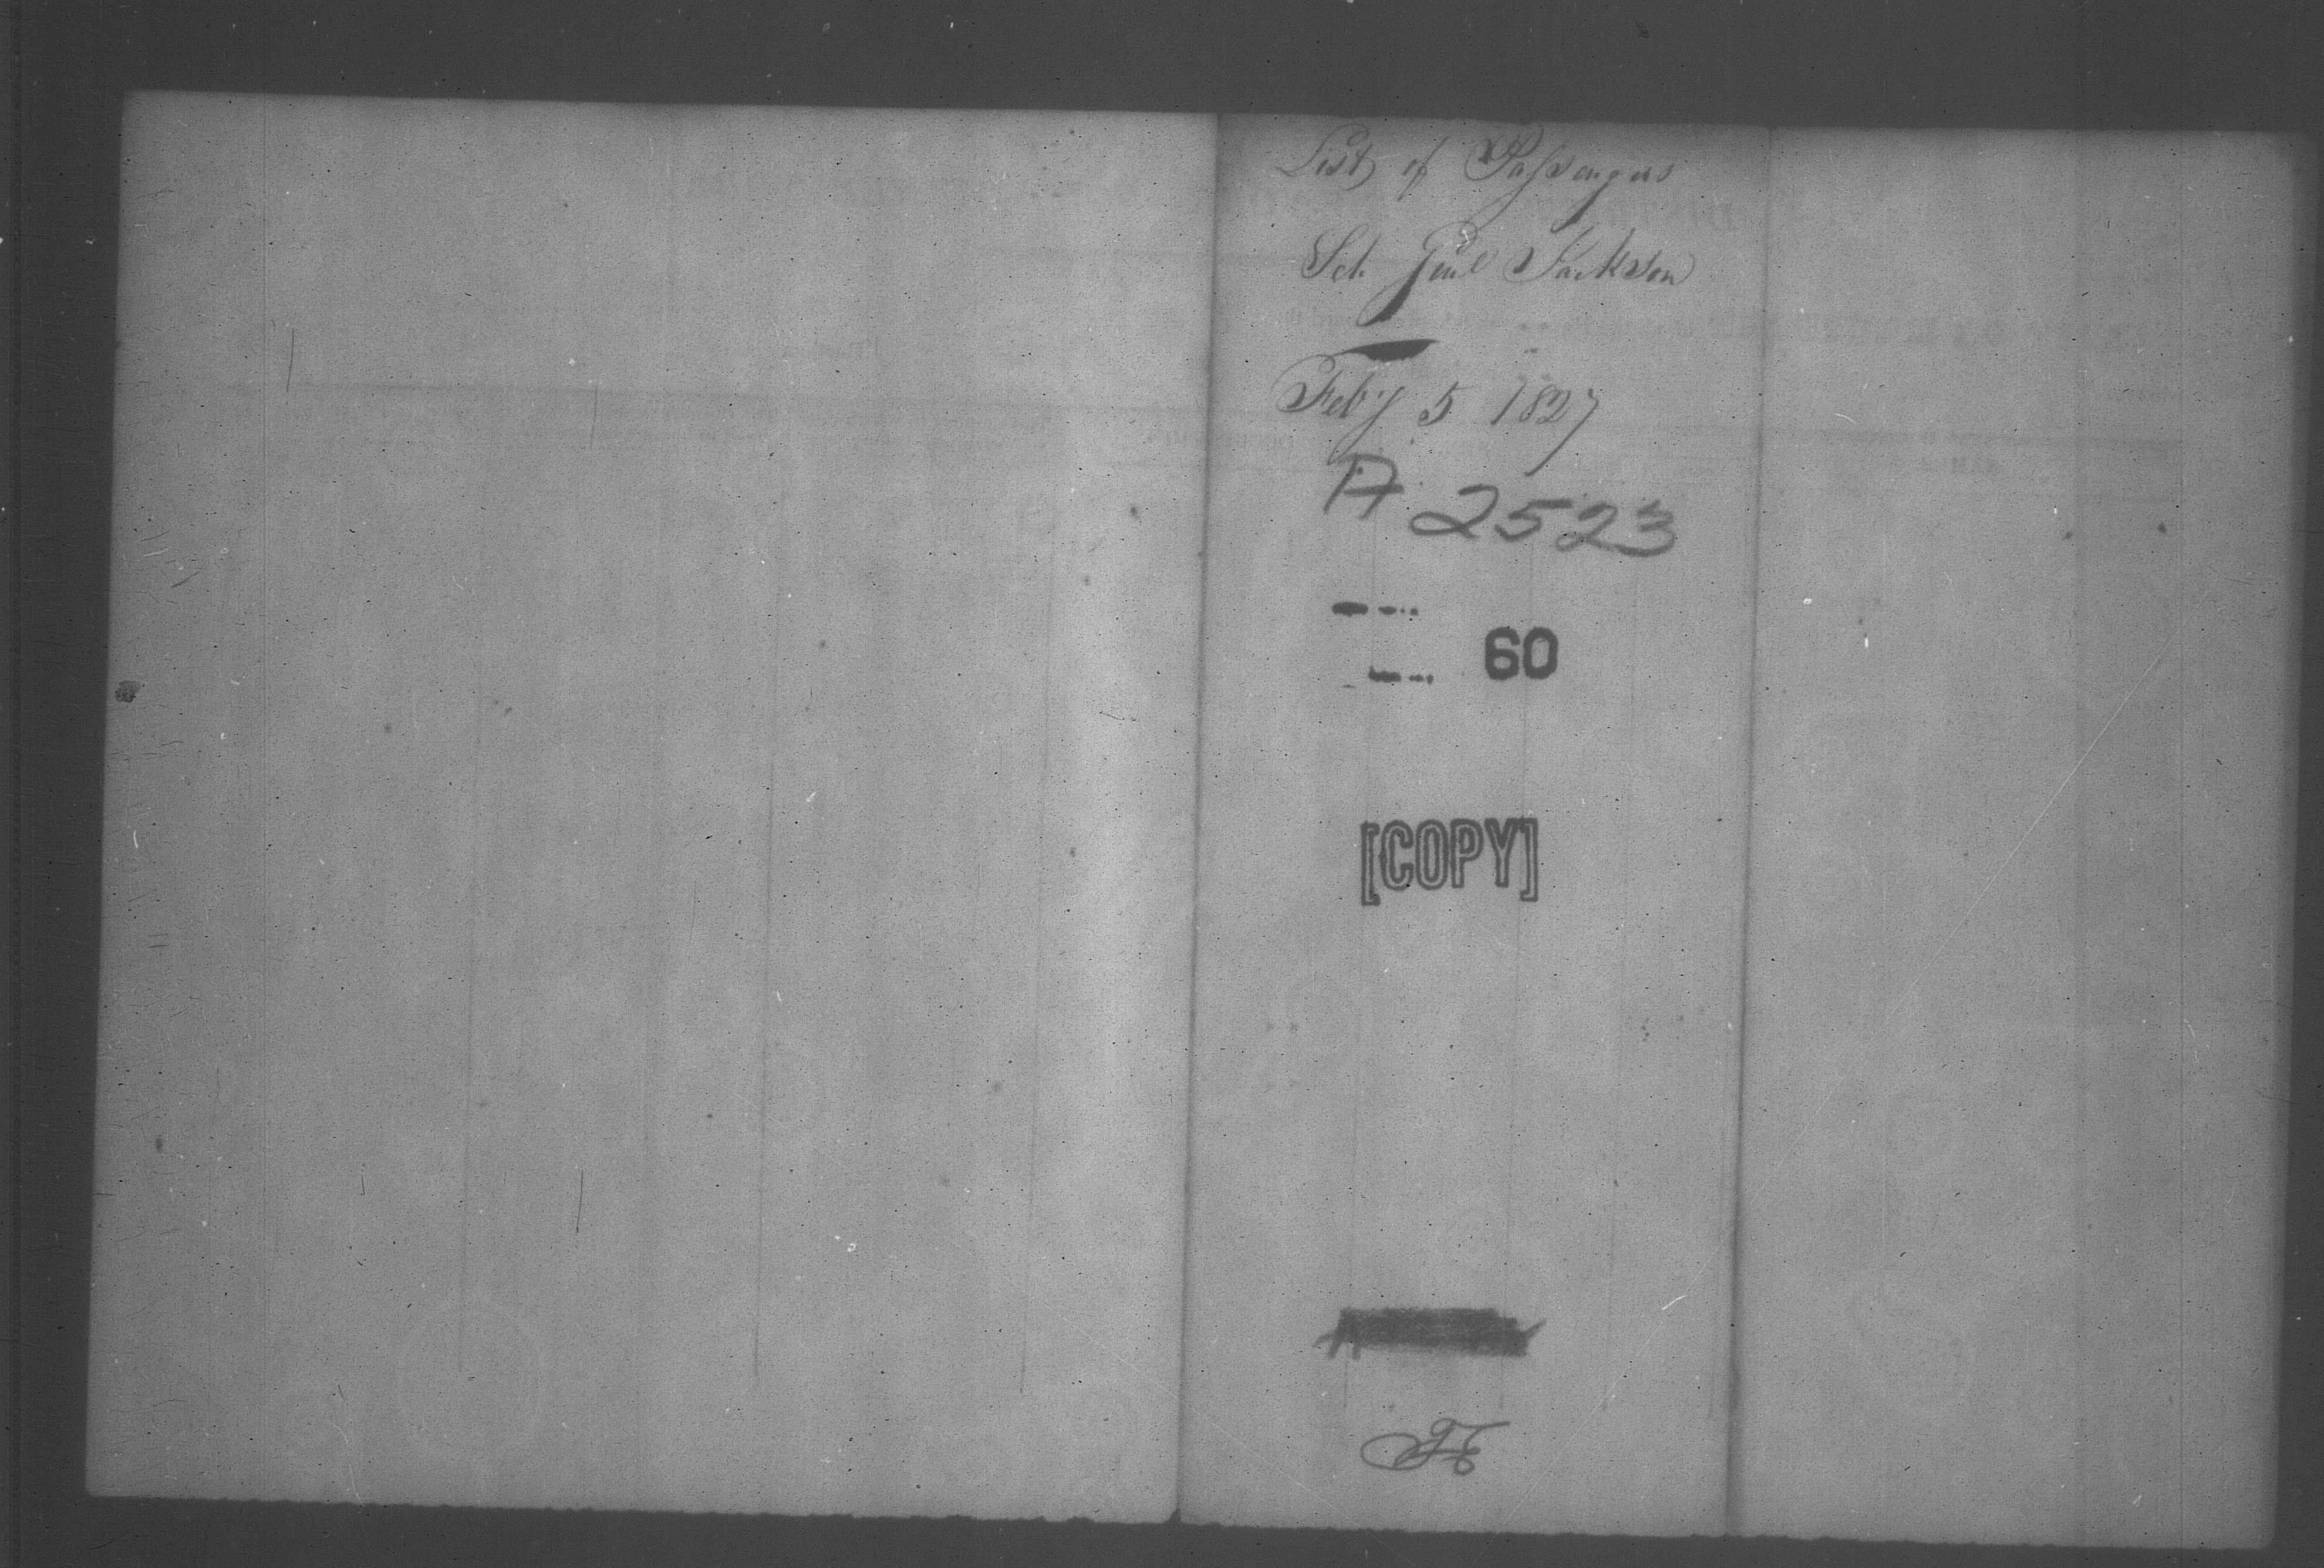 List of Passengers
Sch Genl Jackson
Feby 5 1827
A 2523
60
[COPY]